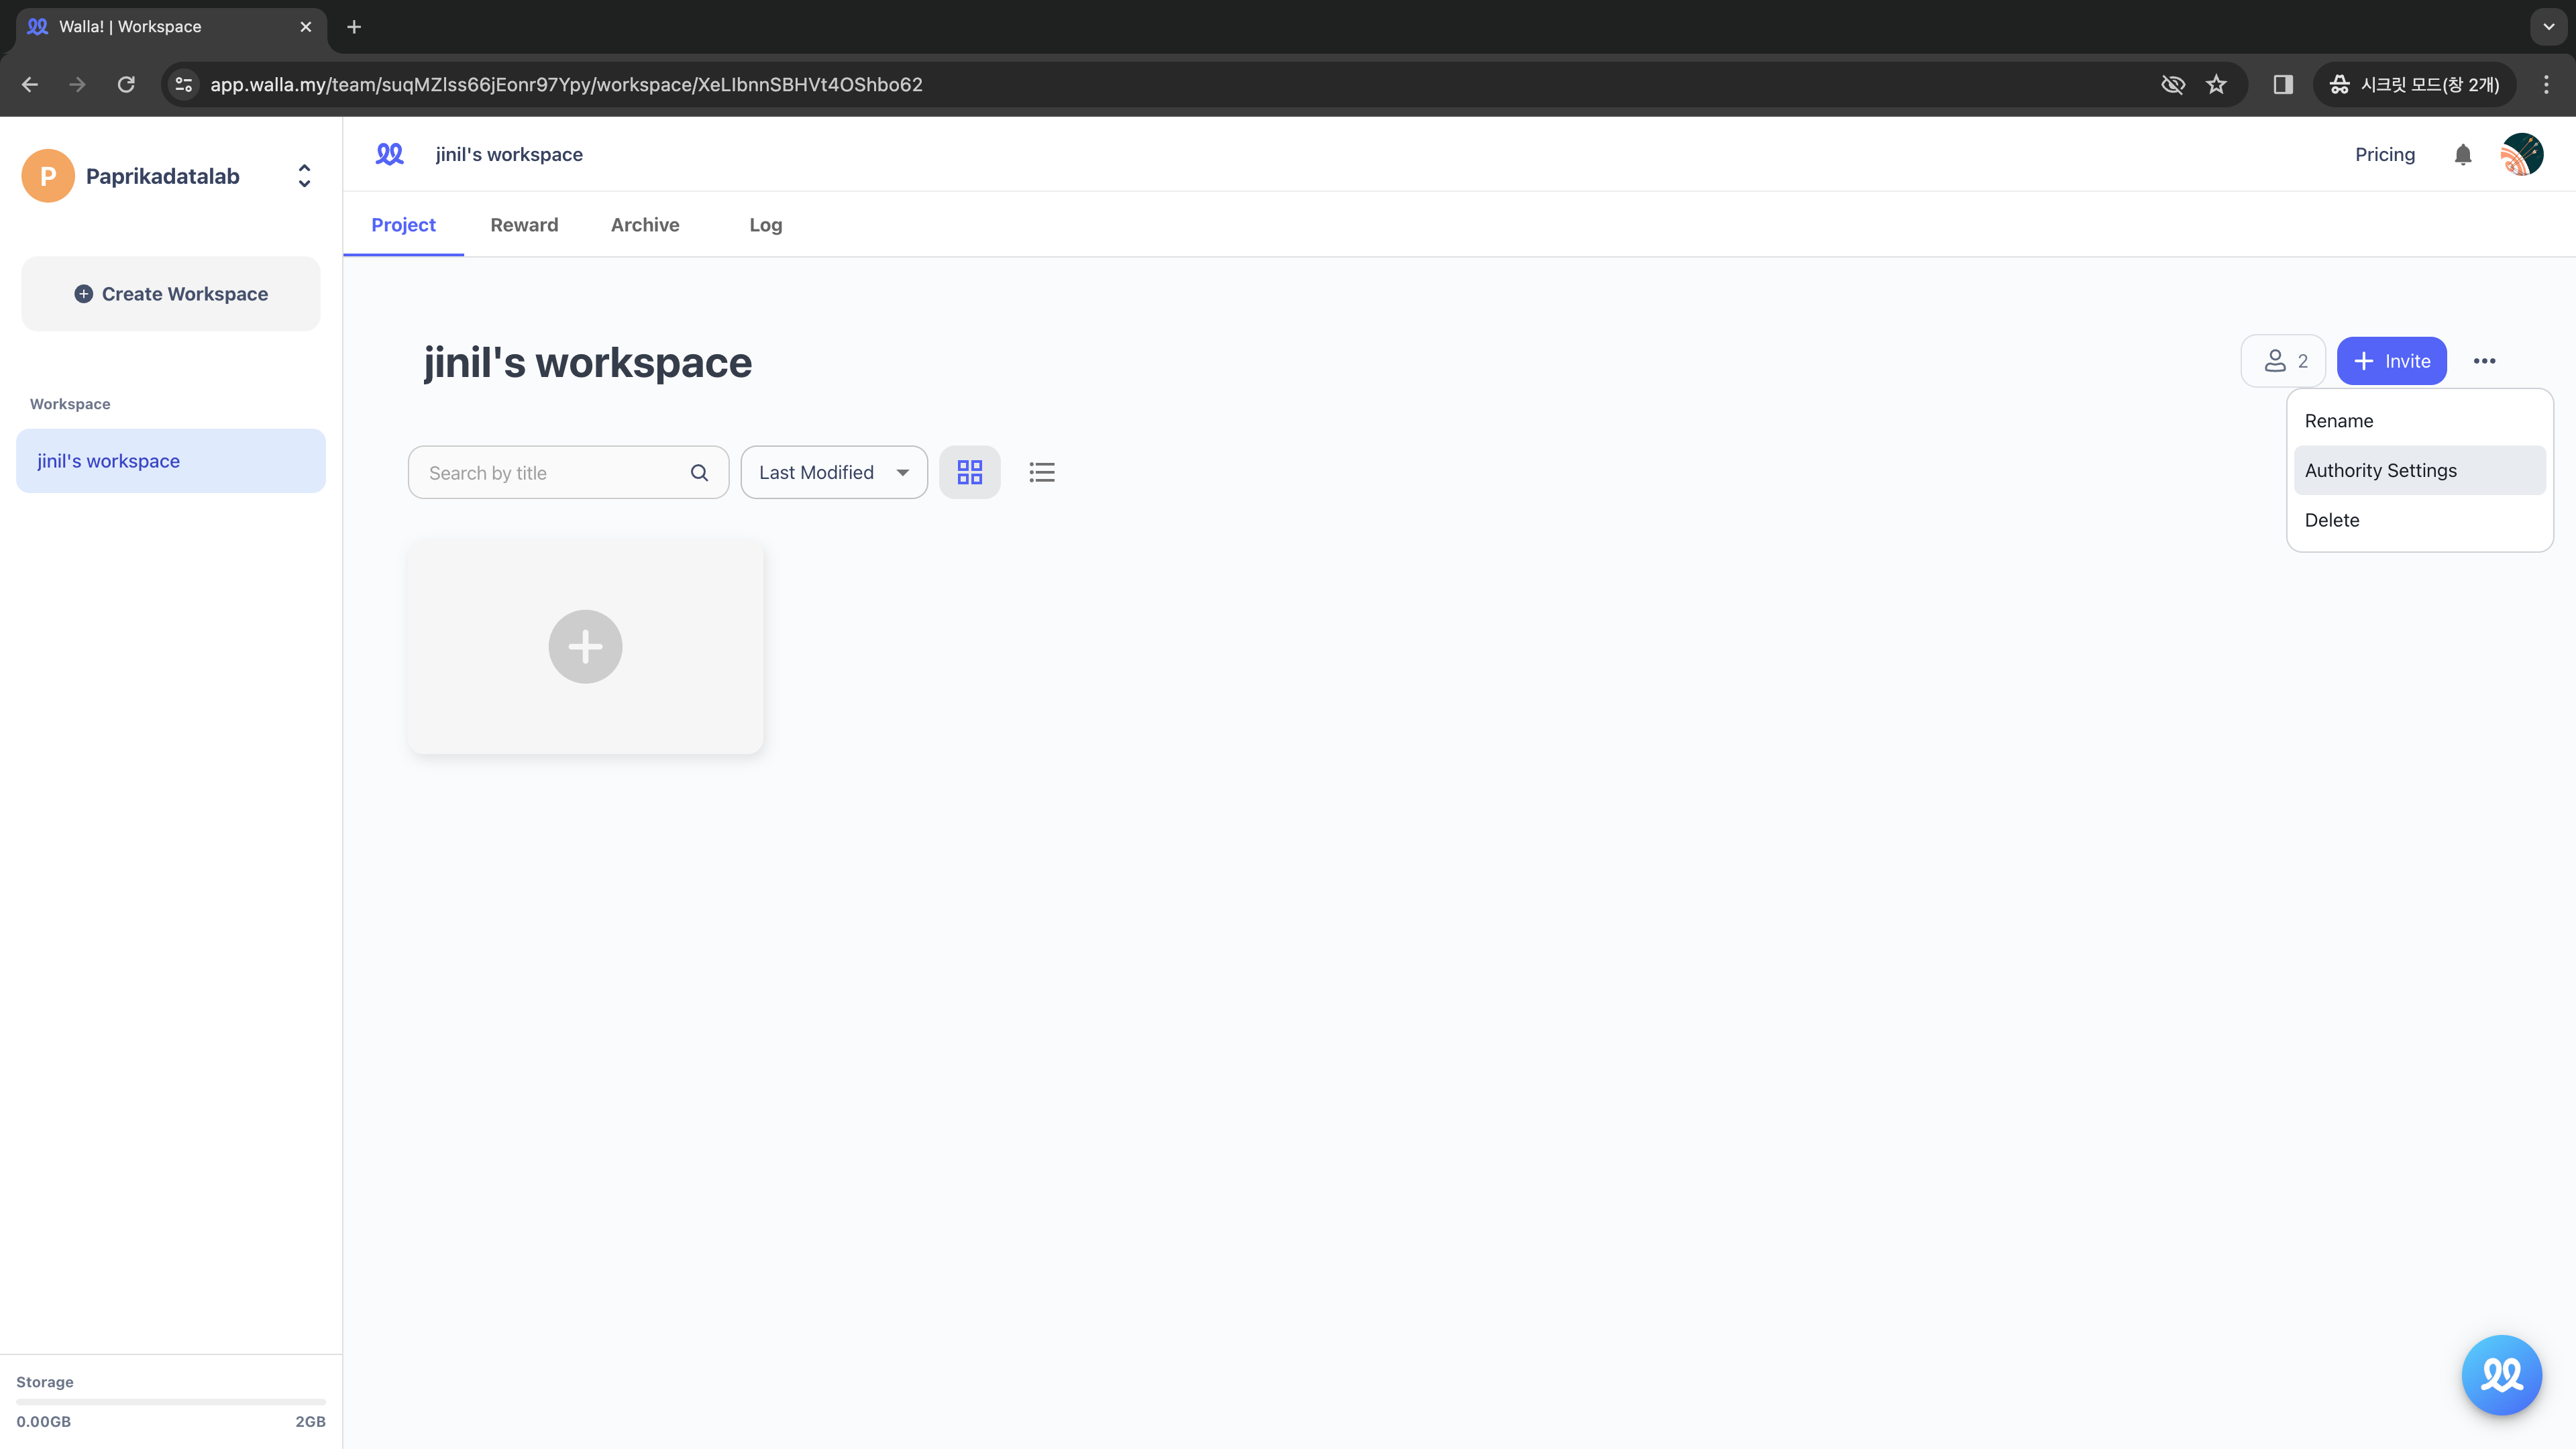 Walla! | Workspace
app.walla.my/team/suqMZlss66jEonr97Ypy/workspace/XeLIbnnSBHVt4OShbo62
시크릿 모드(창 2개)
P
Paprikadatalab
jinil's workspace
Pricing
Project
Reward
Archive
Log
Create Workspace
jinil's workspace
2
Invite
Workspace
jinil's workspace
Rename
Authority Settings
Delete
Search by title
Last Modified
Storage
0.00GB
2GB